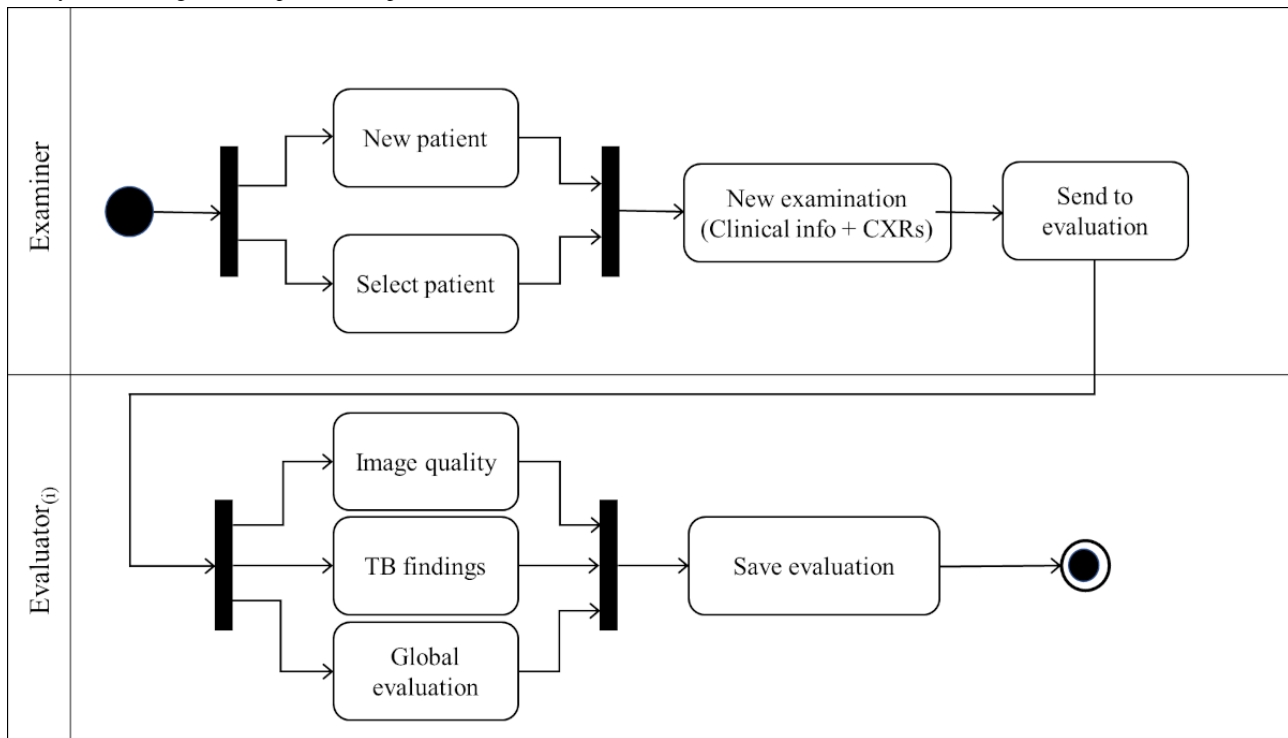 Examiner
New patient
Select patient
New examination
(Clinical info + CXRs)
Send to
evaluation
Evaluator(i)
Image quality
TB findings
Global
evaluation
Save evaluation